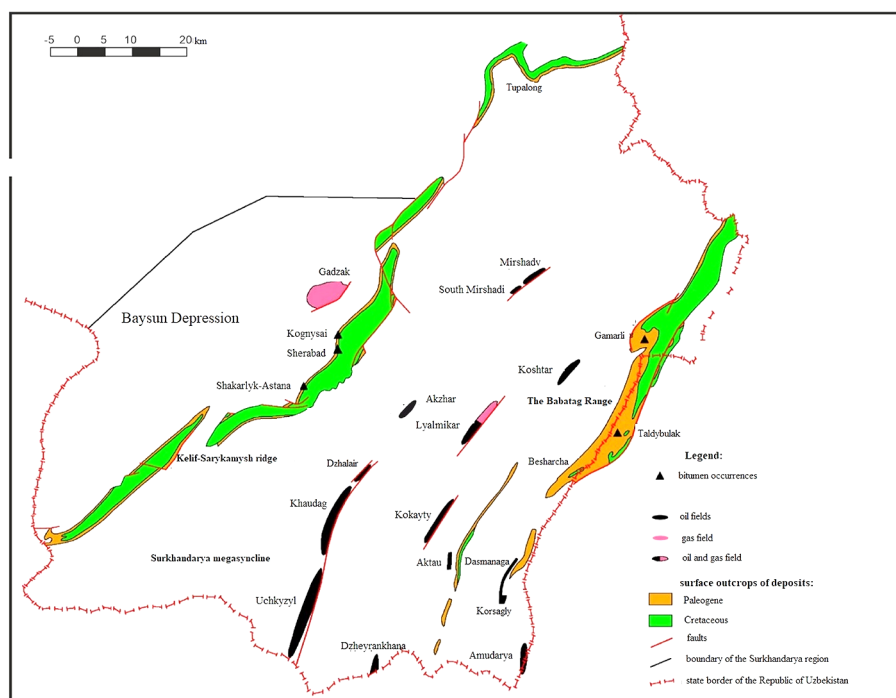 -5 0 5 10 20 km
Tupalong
Mirshadv
Gadzak
South Mirshadi
Baysun Depression
Kognysai
Gamarli
Sherabad
Koshtar
Shakarlyk-Astana
Akzhar
The Babatag Range
Lyalmikar
Taldybulak
Kelif-Sarykamysh ridge
Dzhalair
Besharcha
Khaudag
Kokayty
Surkhandarya megasyncline
Aktau
Dasmanaga
Uchkyzyl
Korsagly
Dzheyrankhana
Amudarya
Legend:
bitumen occurrences
oil fields
gas field
oil and gas field
surface outcrops of deposits:
Paleogene
Cretaceous
faults
boundary of the Surkhandarya region
state border of the Republic of Uzbekistan